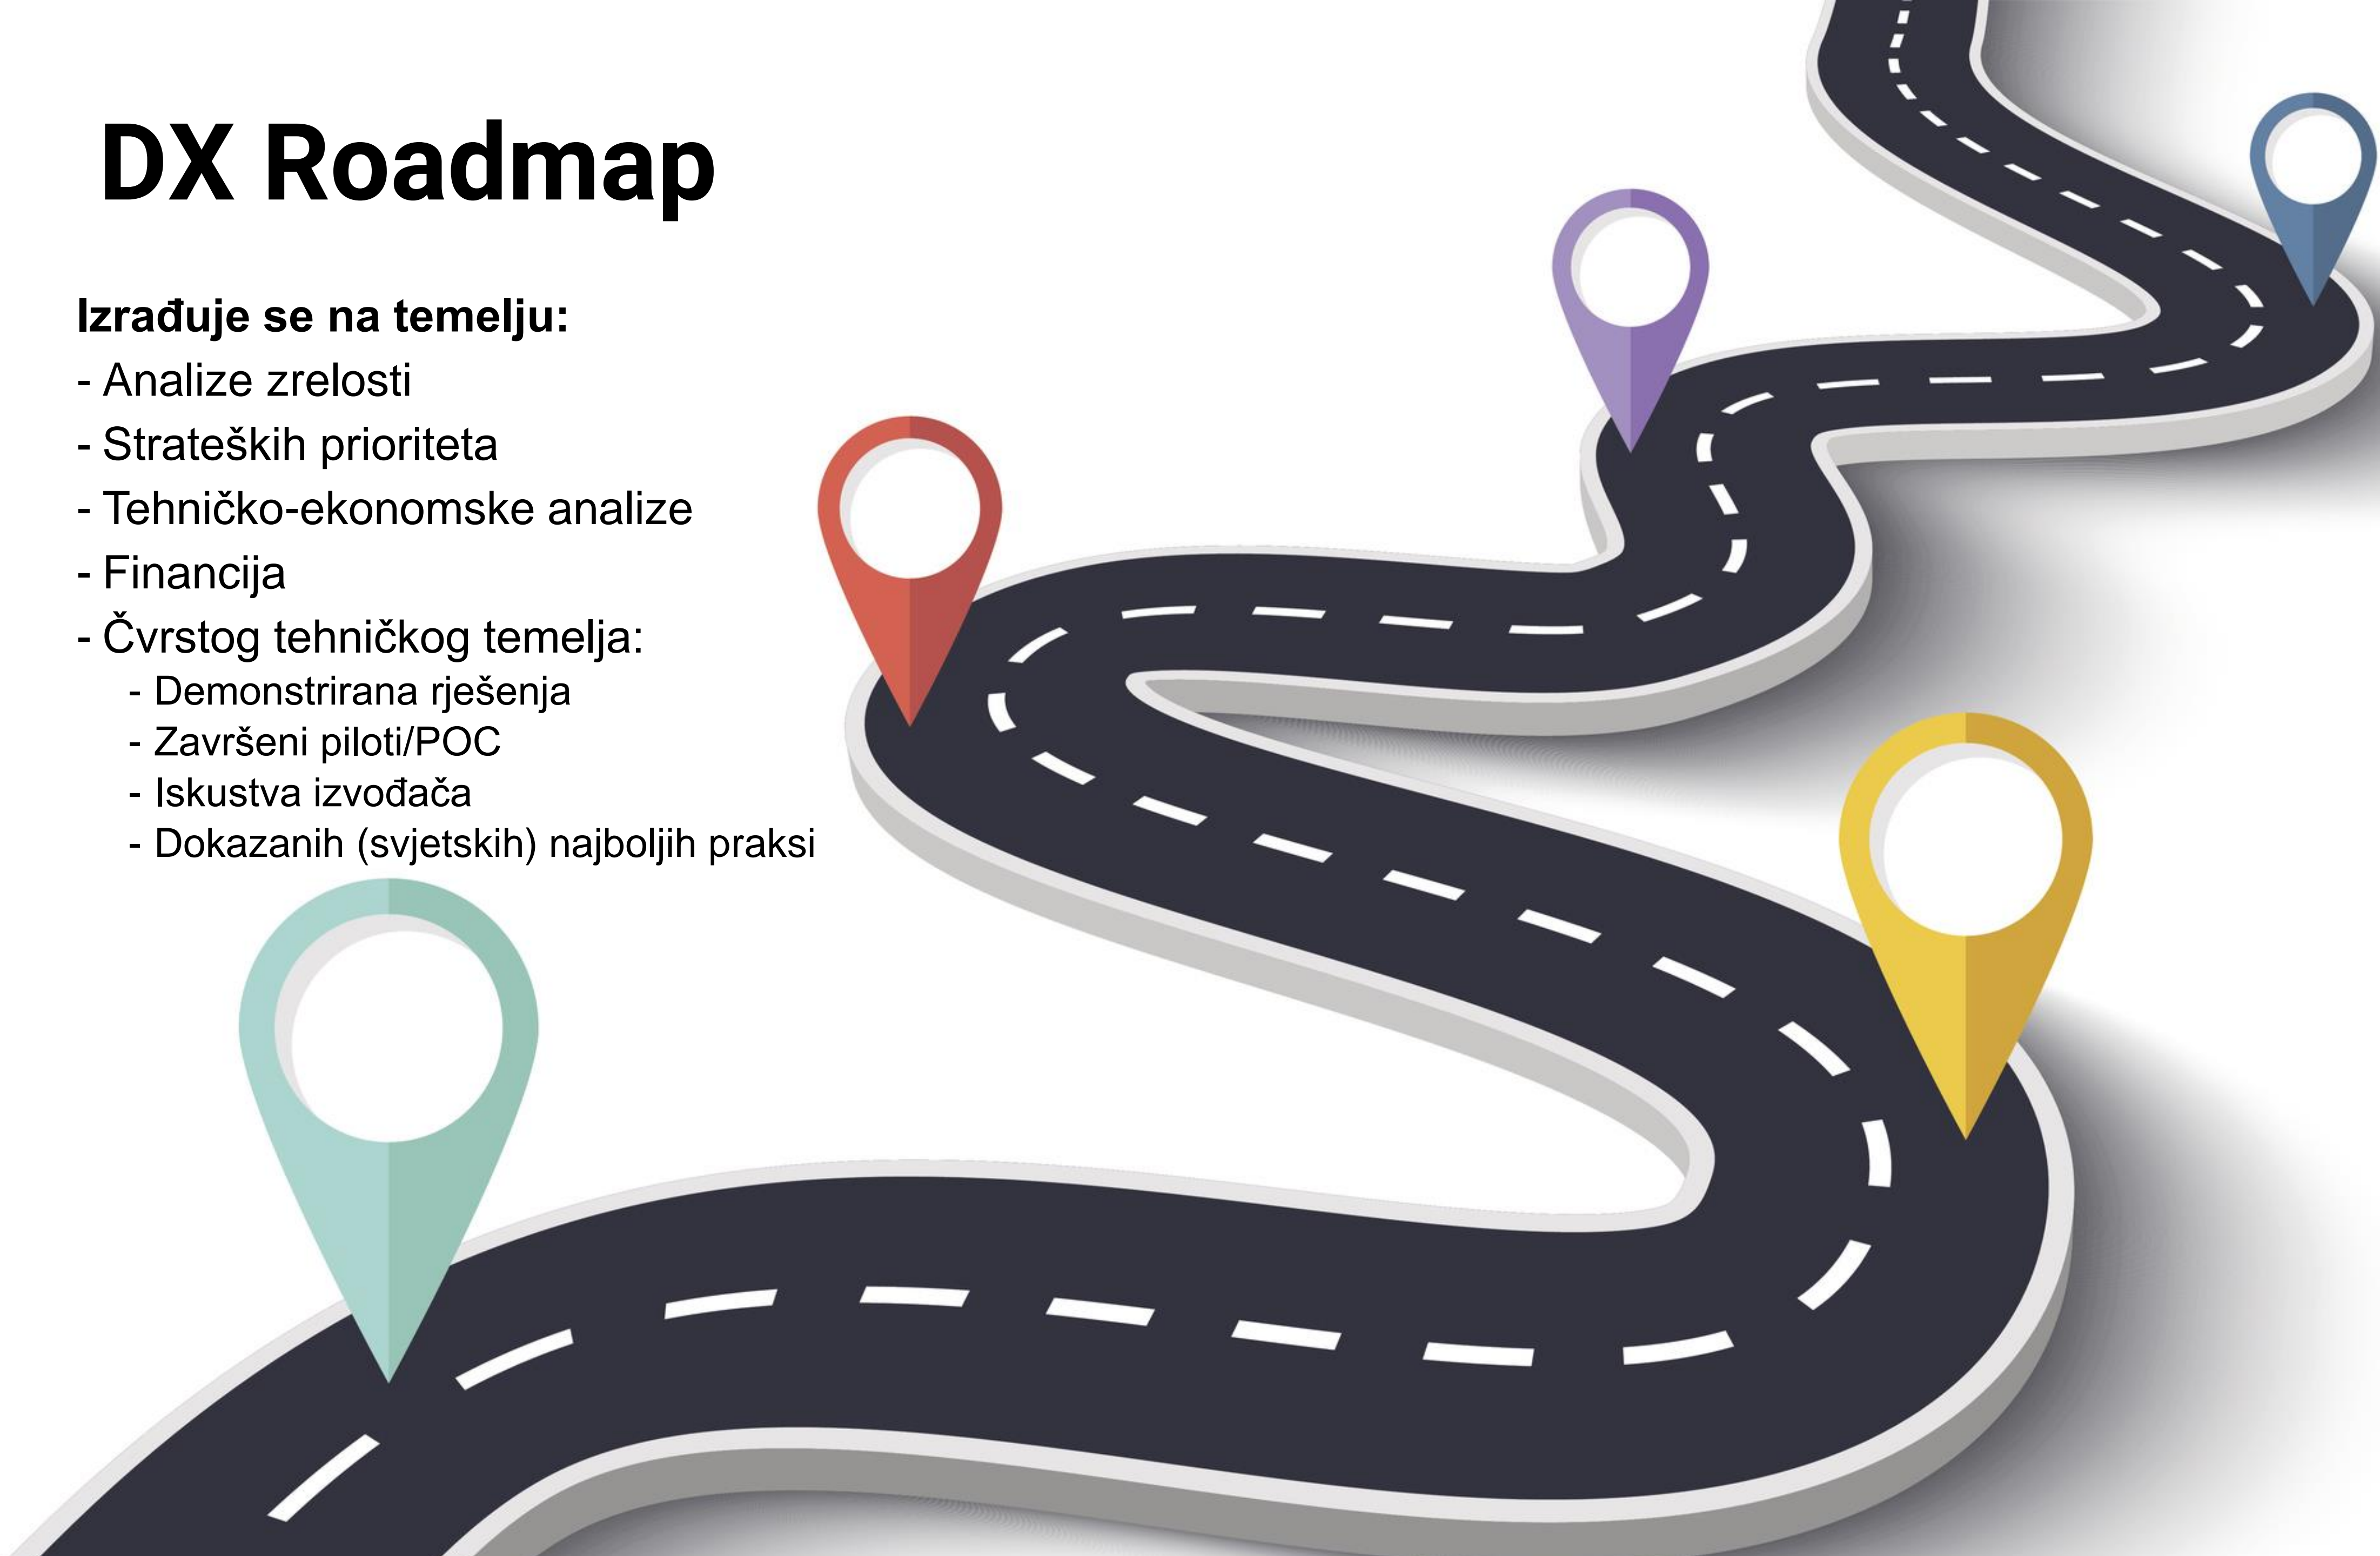 DX Roadmap
Izrađuje se na temelju:
- Analize zrelosti
- Strateških prioriteta
- Tehničko-ekonomske analize
- Financija
- Čvrstog tehničkog temelja:
- Demonstrirana rješenja
- Završeni piloti/POC
- Iskustva izvođača
- Dokazanih (svjetskih) najboljih praksi